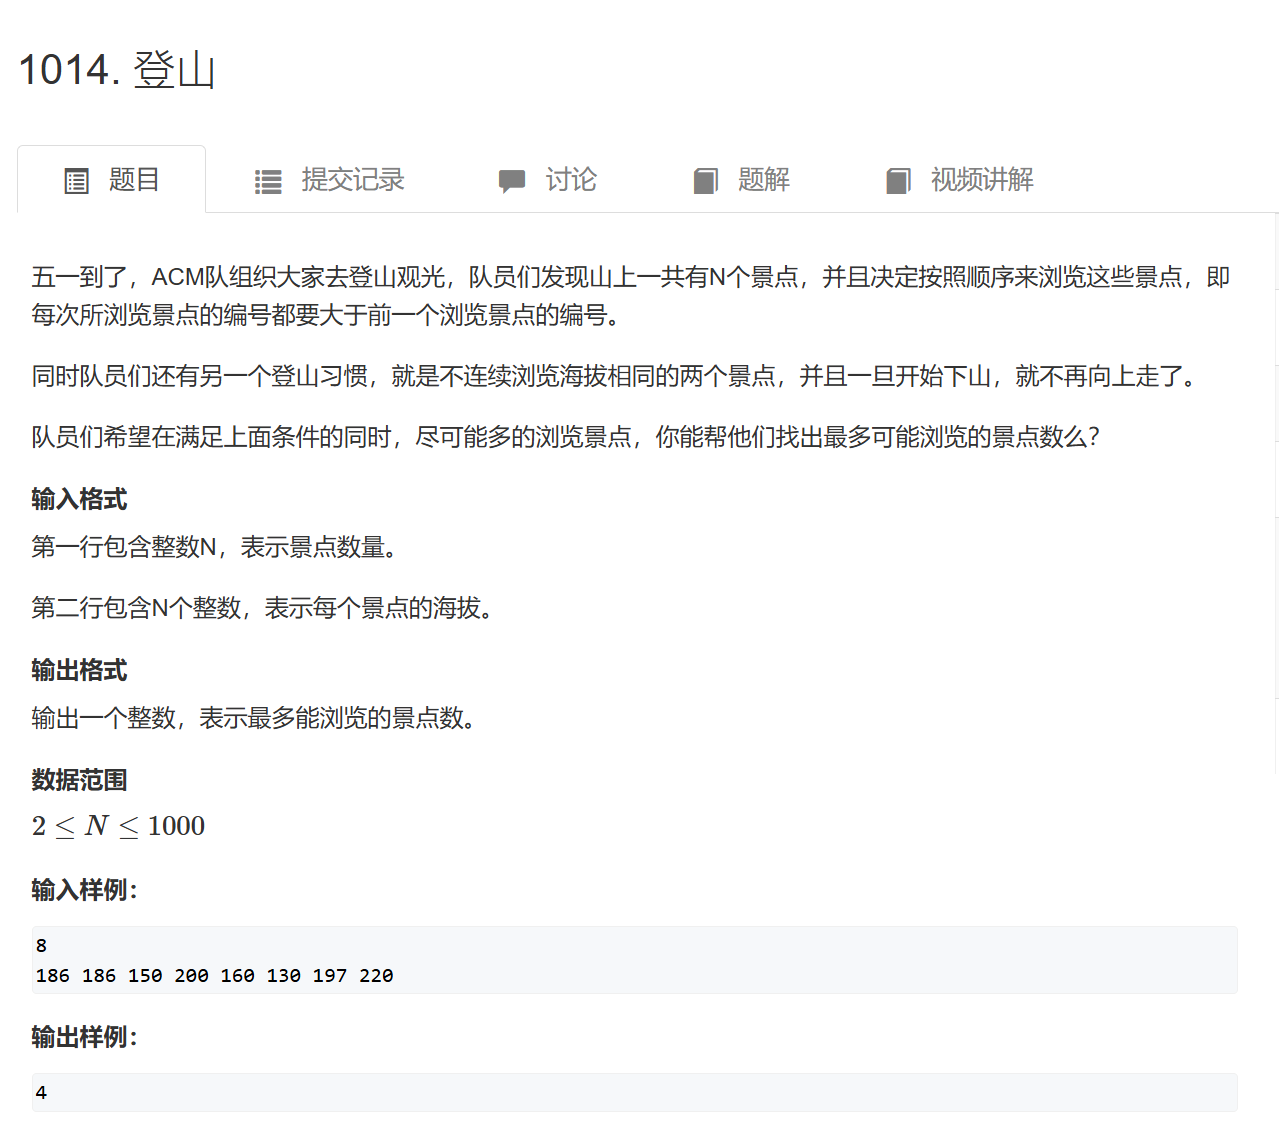 1014. 登山
题目 提交记录 讨论 题解 视频讲解
五一到了，ACM队组织大家去登山观光，队员们发现山上一共有N个景点，并且决定按照顺序来浏览这些景点，即
每次所浏览景点的编号都要大于前一个浏览景点的编号。
同时队员们还有另一个登山习惯，就是不连续浏览海拔相同的两个景点，并且一旦开始下山，就不再向上走了。
队员们希望在满足上面条件的同时，尽可能多的浏览景点，你能帮他们找出最多可能浏览的景点数么？
输入格式
第一行包含整数N，表示景点数量。
第二行包含N个整数，表示每个景点的海拔。
输出格式
输出一个整数，表示最多能浏览的景点数。
数据范围
2 ≤ N ≤ 1000
输入样例：
8
186 186 150 200 160 130 197 220
输出样例：
4